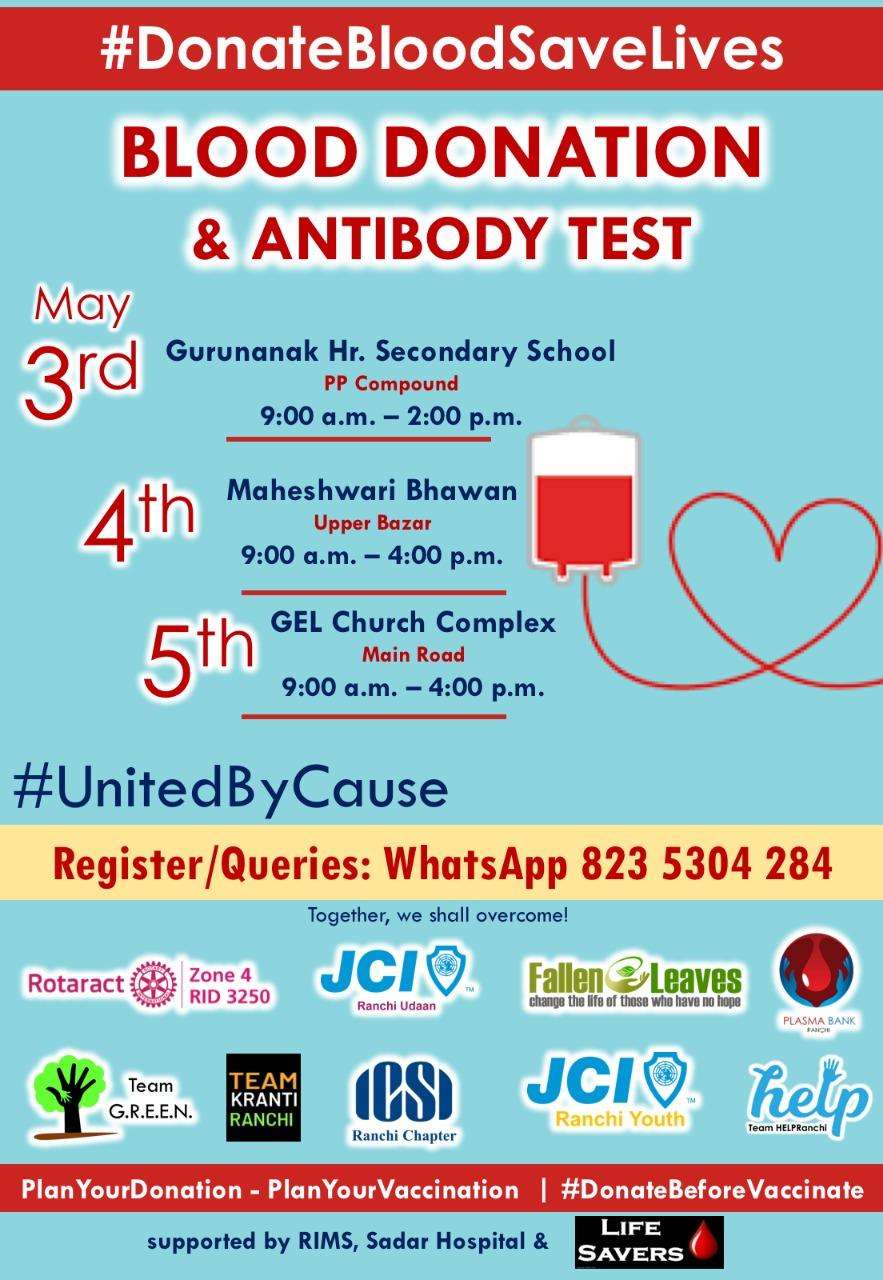 #DonateBloodSaveLives
BLOOD DONATION
& ANTIBODY TEST
May
3rd
Gurunanak Hr. Secondary School
PP Compound
9:00 a.m. – 2:00 p.m.
4th
Maheshwari Bhawan
Upper Bazar
9:00 a.m. – 4:00 p.m.
5th
GEL Church Complex
Main Road
9:00 a.m. – 4:00 p.m.
#UnitedByCause
Register/Queries: WhatsApp 823 5304 284
Together, we shall overcome!
Rotaract
Zone 4
RID 3250
JCI TM
Ranchi Udaan
Fallen Leaves
change the life of those who have no hope
PLASMA BANK
RANCHI
Team
G.R.E.E.N.
TEAM
KRANTI
RANCHI
ICSI
Ranchi Chapter
JCI TM
Ranchi Youth
help
Team HELPRanchi
PlanYourDonation - PlanYourVaccination | #DonateBeforeVaccinate
supported by RIMS, Sadar Hospital &
LIFE
SAVERS